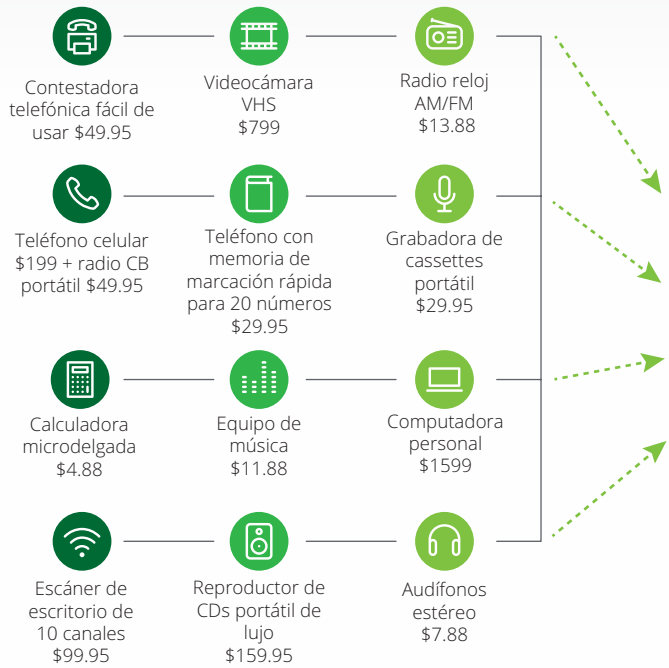 Contestadora
telefónica fácil de
usar $49.95
Videocámara
VHS
$799
Radio reloj
AM/FM
$13.88
Teléfono celular
$199 + radio CB
portátil $49.95
Teléfono con
memoria de
marcación rápida
para 20 números
$29.95
Grabadora de
cassettes
portátil
$29.95
Calculadora
microdelgada
$4.88
Equipo de
música
$11.88
Computadora
personal
$1599
Escáner de
escritorio de
10 canales
$99.95
Reproductor de
CDs portátil de
lujo
$159.95
Audífonos
estéreo
$7.88